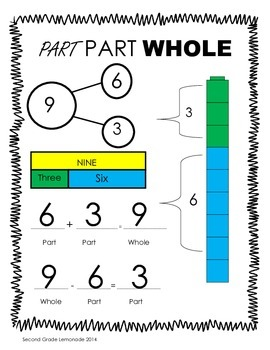 PART PART WHOLE
6
9
3
3
NINE
Three Six
6
6 + 3 = 9
Part Part Whole
9 - 6 = 3
Whole Part Part
Second Grade Lemonade 2014